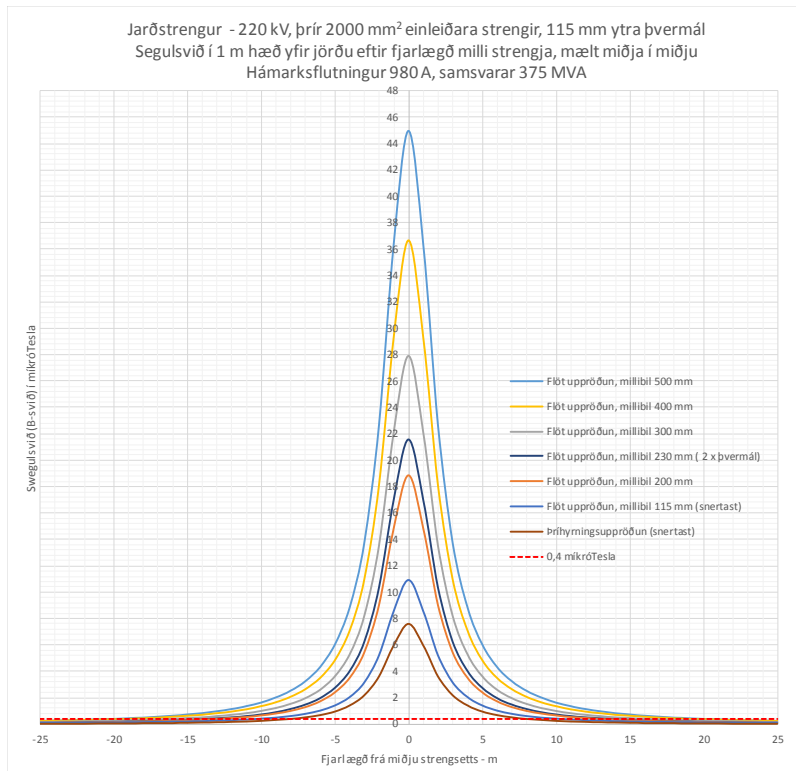 Jarðstrengur - 220 kV, þrír 2000 mm² einleiðara strengir, 115 mm ytra þvermál
Segulsvið í 1 m hæð yfir jörðu eftir fjarlægð milli strengja, mælt miðja í miðju
Hámarksflutningur 980 A, samsvarar 375 MVA
48
46
44
42
40
38
36
34
32
30
28
26
24
22
20
18
16
14
12
10
8
6
4
2
0
Swegulsvið (B-svið) í míkróTesla
Flöt uppröðun, millibil 500 mm
Flöt uppröðun, millibil 400 mm
Flöt uppröðun, millibil 300 mm
Flöt uppröðun, millibil 230 mm ( 2 x þvermál)
Flöt uppröðun, millibil 200 mm
Flöt uppröðun, millibil 115 mm (snertast)
Þríhyrningsuppröðun (snertast)
0,4 míkróTesla
-25 -20 -15 -10 -5 0 5 10 15 20 25
Fjarlægð frá miðju strengsetts - m